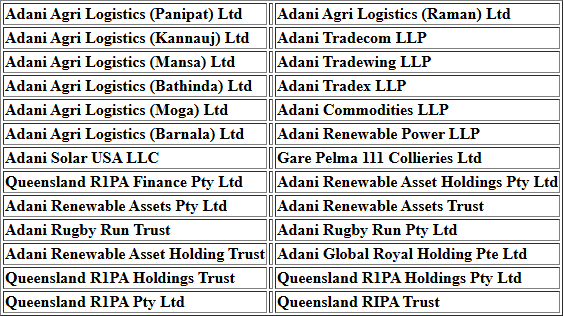 Adani Agri Logistics (Panipat) Ltd Adani Agri Logistics (Raman) Ltd
Adani Agri Logistics (Kannauj) Ltd Adani Tradecom LLP
Adani Agri Logistics (Mansa) Ltd Adani Tradewing LLP
Adani Agri Logistics (Bathinda) Ltd Adani Tradex LLP
Adani Agri Logistics (Moga) Ltd Adani Commodities LLP
Adani Agri Logistics (Barnala) Ltd Adani Renewable Power LLP
Adani Solar USA LLC Gare Pelma 111 Collieries Ltd
Queensland R1PA Finance Pty Ltd Adani Renewable Asset Holdings Pty Ltd
Adani Renewable Assets Pty Ltd Adani Renewable Assets Trust
Adani Rugby Run Trust Adani Rugby Run Pty Ltd
Adani Renewable Asset Holding Trust Adani Global Royal Holding Pte Ltd
Queensland R1PA Holdings Trust Queensland R1PA Holdings Pty Ltd
Queensland R1PA Pty Ltd Queensland RIPA Trust